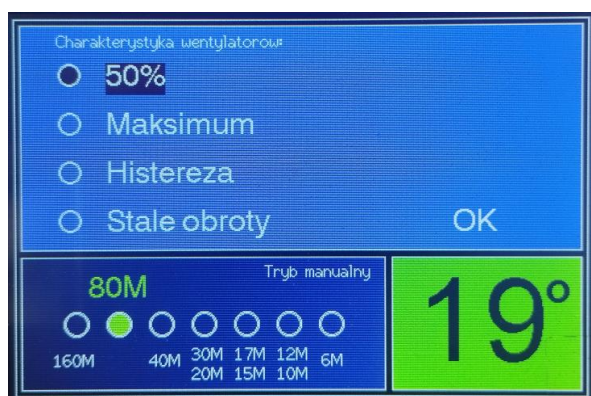 Charakterystyka wentylatorow:
50%
Maksimum
Histereza
Stale obroty
OK
Tryb manualny
80M
160M 40M 30M 17M 12M 6M
20M 15M 10M
19°